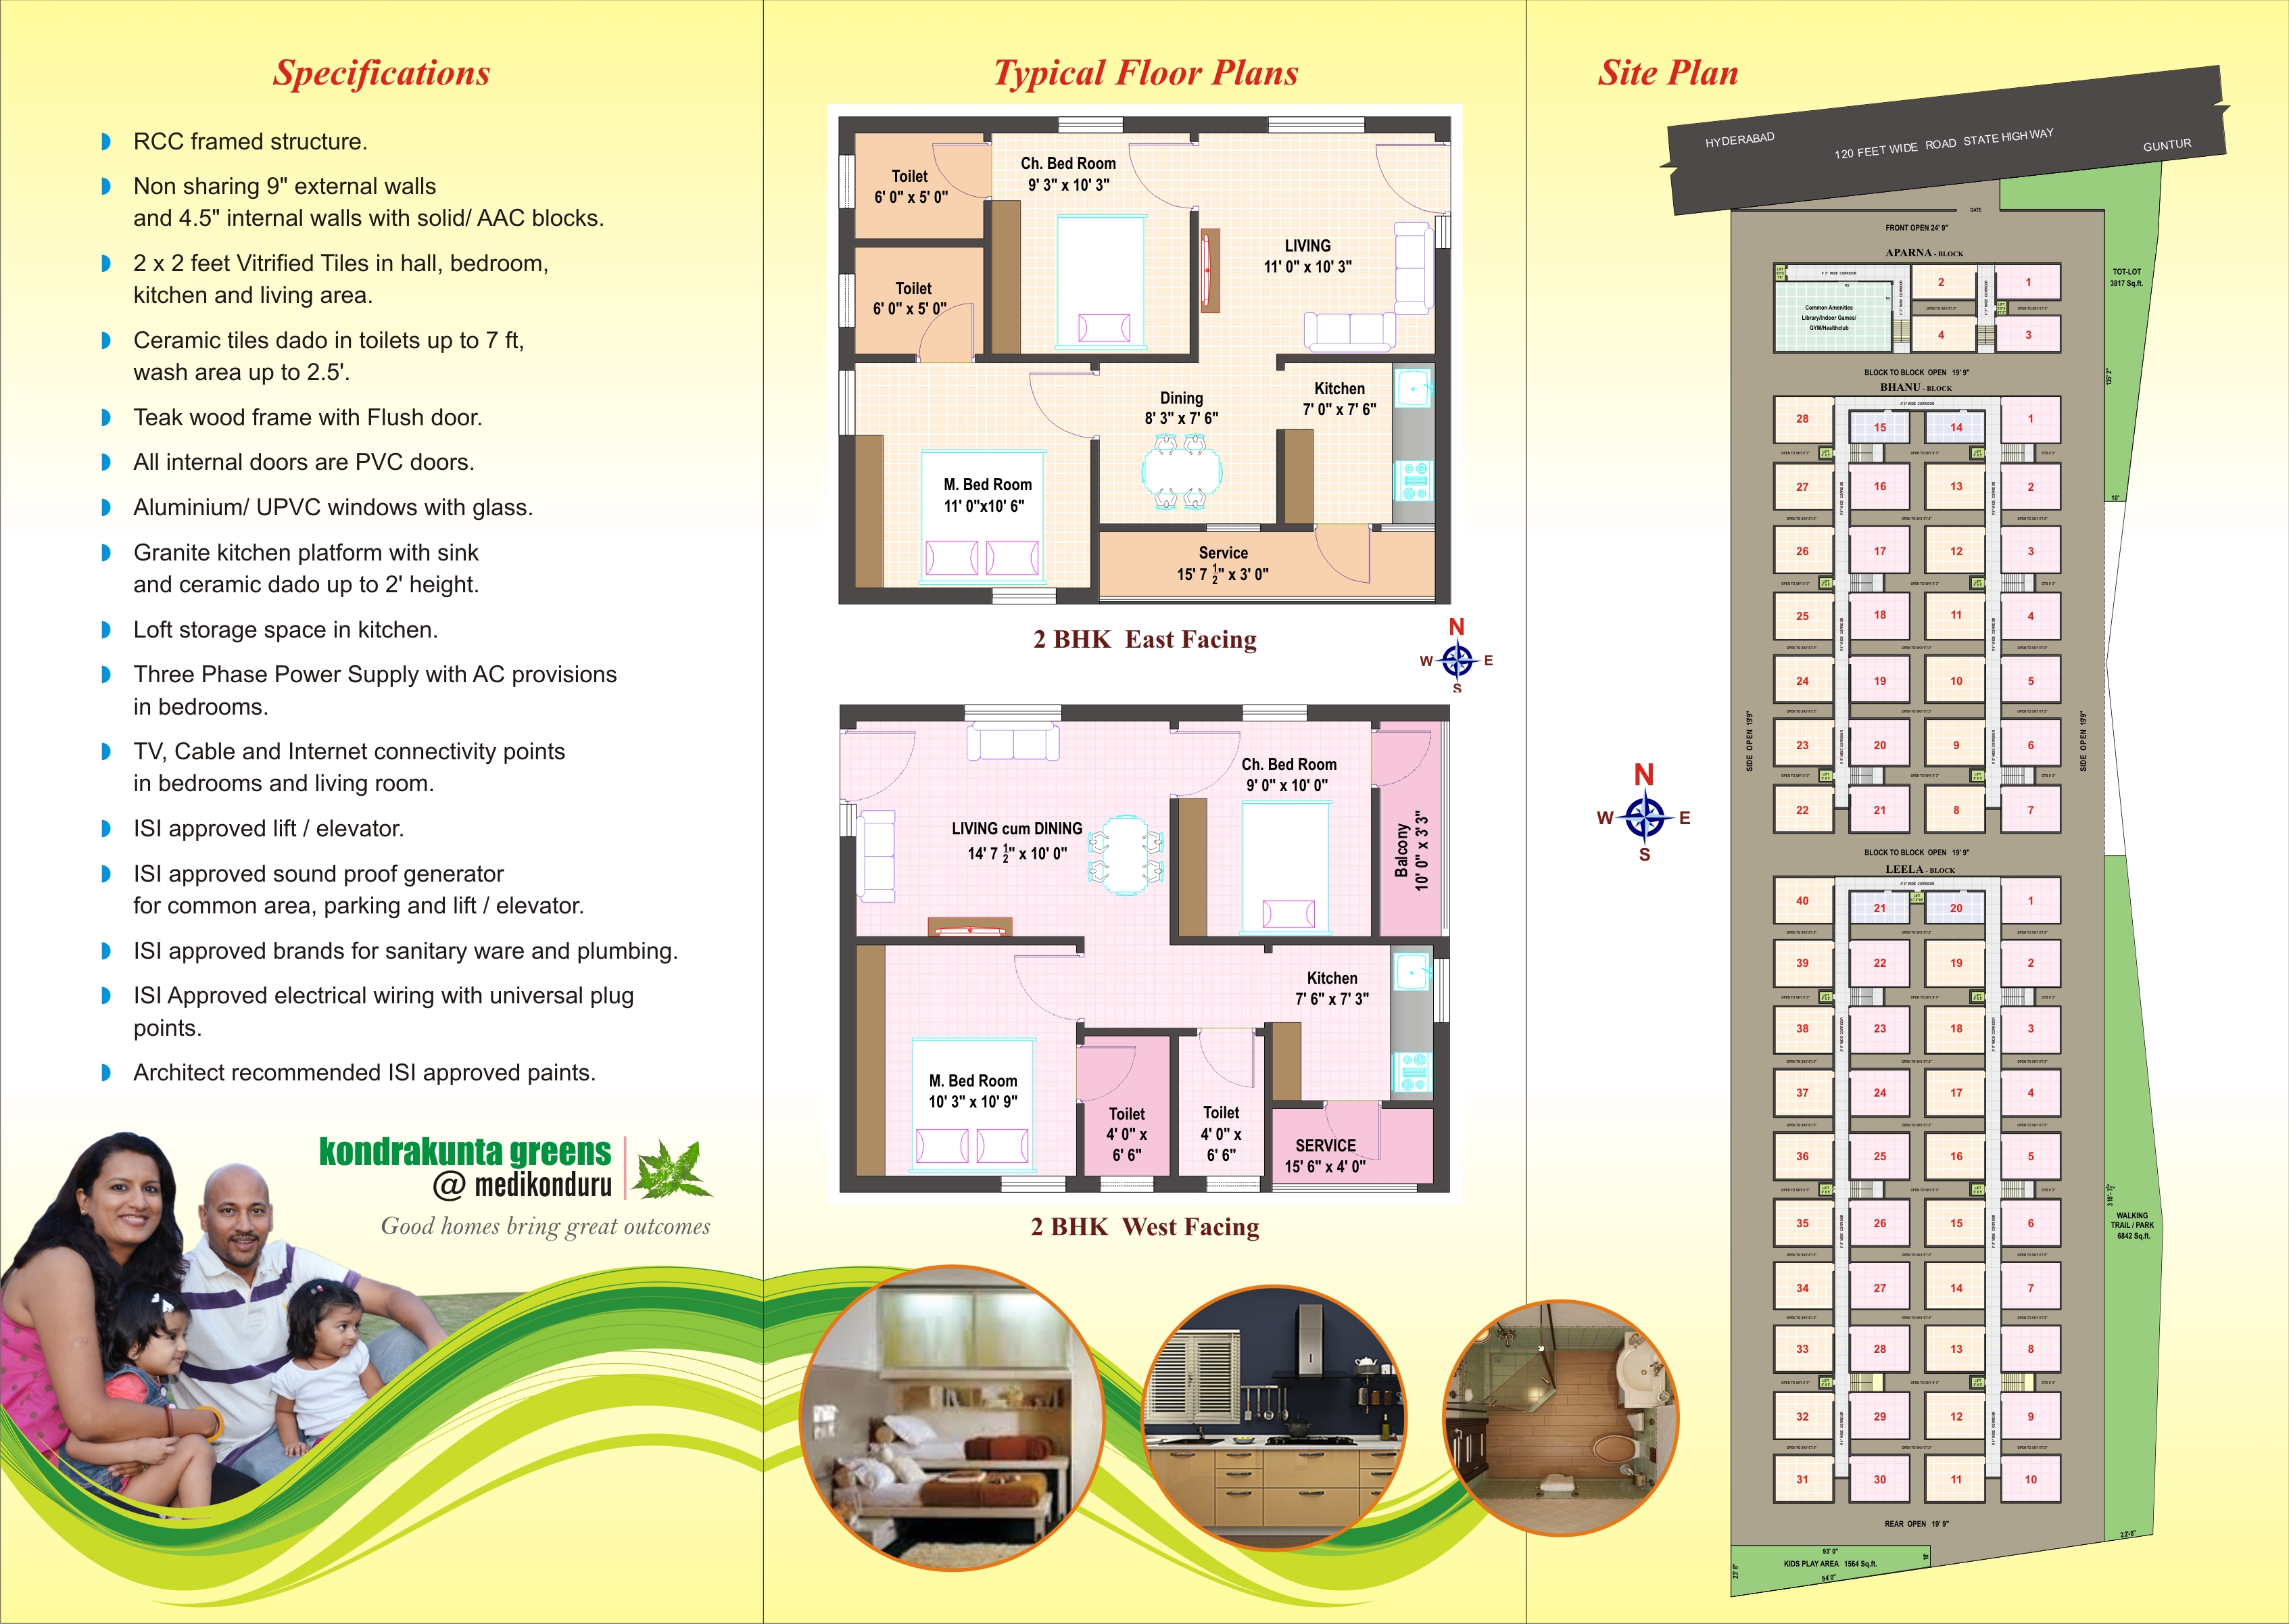 Specifications
RCC framed structure.
Non sharing 9" external walls
and 4.5" internal walls with solid/ AAC blocks.
2 x 2 feet Vitrified Tiles in hall, bedroom,
kitchen and living area.
Ceramic tiles dado in toilets up to 7 ft,
wash area up to 2.5'.
Teak wood frame with Flush door.
All internal doors are PVC doors.
Aluminium/ UPVC windows with glass.
Granite kitchen platform with sink
and ceramic dado up to 2' height.
Loft storage space in kitchen.
Three Phase Power Supply with AC provisions
in bedrooms.
TV, Cable and Internet connectivity points
in bedrooms and living room.
ISI approved lift / elevator.
ISI approved sound proof generator
for common area, parking and lift / elevator.
ISI approved brands for sanitary ware and plumbing.
ISI Approved electrical wiring with universal plug
points.
Architect recommended ISI approved paints.
kondrakunta greens
@ medikonduru
Good homes bring great outcomes
Typical Floor Plans
Toilet
6' 0" x 5' 0"
Ch. Bed Room
9' 3" x 10' 3"
LIVING
11' 0" x 10' 3"
Toilet
6' 0" x 5' 0"
Dining
8' 3" x 7' 6"
Kitchen
7' 0" x 7' 6"
M. Bed Room
11' 0"x10' 6"
Service
15' 7 1/2" x 3' 0"
2 BHK East Facing
N
W E
S
Ch. Bed Room
9' 0" x 10' 0"
LIVING cum DINING
14' 7 1/2" x 10' 0"
Balcony
10' 0" x 3' 3"
Kitchen
7' 6" x 7' 3"
M. Bed Room
10' 3" x 10' 9"
Toilet
4' 0" x
6' 6"
Toilet
4' 0" x
6' 6"
SERVICE
15' 6" x 4' 0"
2 BHK West Facing
Site Plan
HYDERABAD
120 FEET WIDE ROAD STATE HIGH WAY
GUNTUR
GATE
FRONT OPEN 24' 9"
APARNA - BLOCK
2 1
4 3
Common Amenities
Library/Indoor Games/
GYM/Healthclub
TOT-LOT
3817 Sq.ft.
135' 2"
10'
BLOCK TO BLOCK OPEN 19' 9"
BHANU - BLOCK
28 15 14 1
27 16 13 2
26 17 12 3
25 18 11 4
24 19 10 5
23 20 9 6
22 21 8 7
SIDE OPEN 19'9"
SIDE OPEN 19'9"
N
W E
S
BLOCK TO BLOCK OPEN 19' 9"
LEELA - BLOCK
40 21 20 1
39 22 19 2
38 23 18 3
37 24 17 4
36 25 16 5
35 26 15 6
34 27 14 7
33 28 13 8
32 29 12 9
31 30 11 10
WALKING
TRAIL / PARK
6842 Sq.ft.
REAR OPEN 19' 9"
93' 0"
KIDS PLAY AREA 1564 Sq.ft.
94'0"
23' 8"
10'